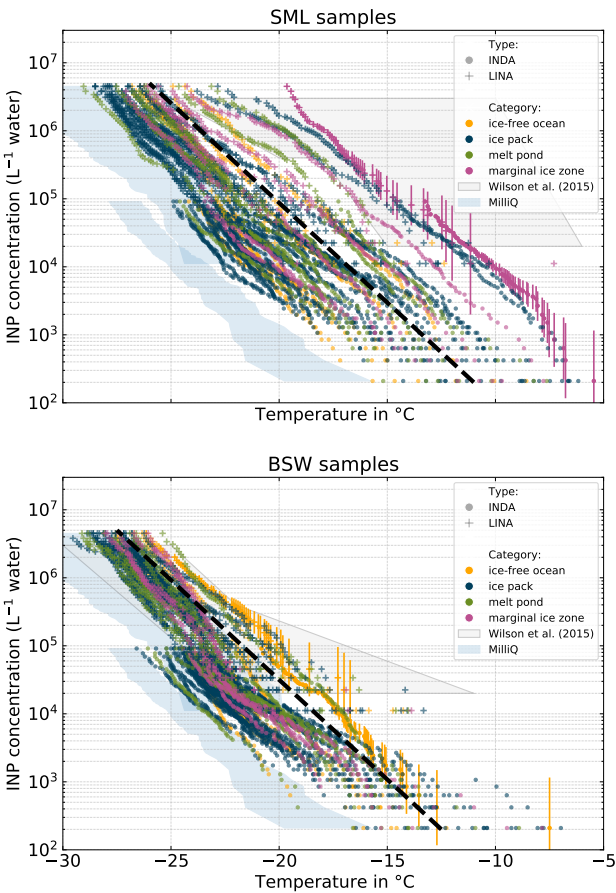 SML samples
INP concentration (L⁻¹ water)
10⁷
10⁶
10⁵
10⁴
10³
10²
Type:
INDA
LINA
Category:
ice-free ocean
ice pack
melt pond
marginal ice zone
Wilson et al. (2015)
MilliQ
Temperature in °C
BSW samples
INP concentration (L⁻¹ water)
10⁷
10⁶
10⁵
10⁴
10³
10²
Type:
INDA
LINA
Category:
ice-free ocean
ice pack
melt pond
marginal ice zone
Wilson et al. (2015)
MilliQ
−30 −25 −20 −15 −10 −5
Temperature in °C